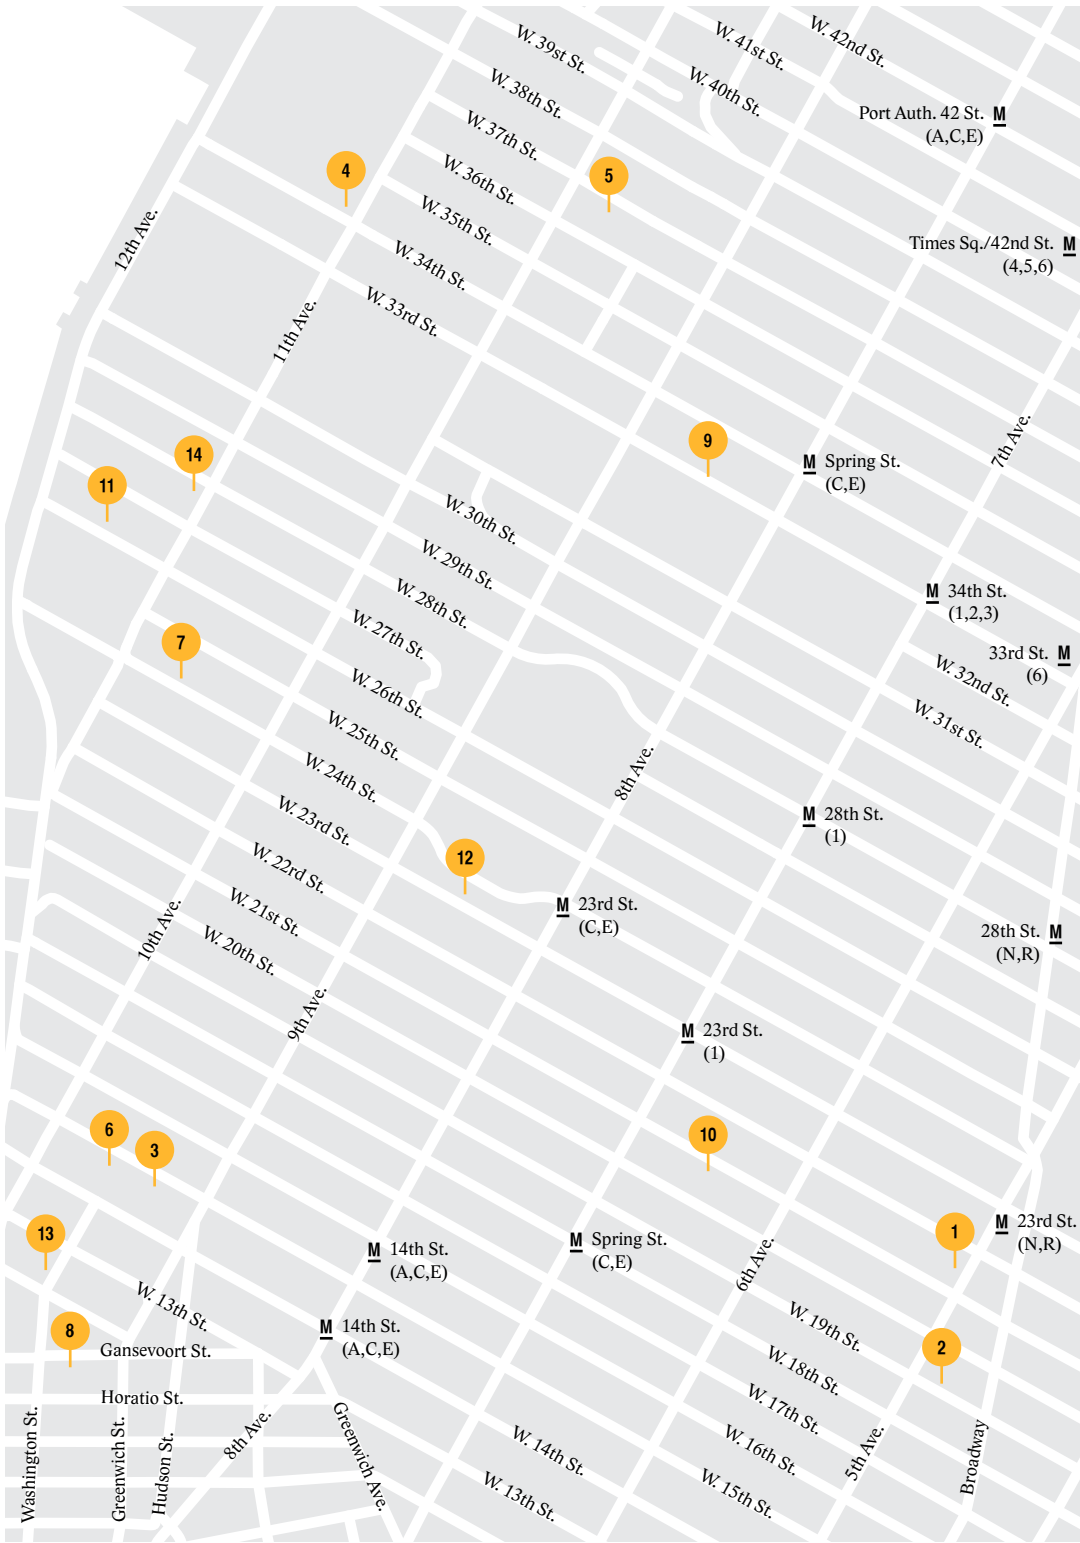 W. 39st St.
W. 41st St.
W. 42nd St.
W. 38th St.
W. 40th St.
W. 37th St.
Port Auth. 42 St. M
(A,C,E)
W. 36th St.
4
5
W. 35th St.
12th Ave.
W. 34th St.
Times Sq./42nd St. M
(4,5,6)
W. 33rd St.
11th Ave.
7th Ave.
9
14
M Spring St.
(C,E)
11
W. 30th St.
W. 29th St.
W. 28th St.
M 34th St.
(1,2,3)
W. 27th St.
7
33rd St. M
(6)
W. 32nd St.
W. 26th St.
W. 31st St.
W. 25th St.
8th Ave.
W. 24th St.
W. 23rd St.
M 28th St.
(1)
12
W. 22rd St.
M 23rd St.
(C,E)
W. 21st St.
10th Ave.
28th St. M
(N,R)
W. 20th St.
9th Ave.
M 23rd St.
(1)
6
3
10
13
1
M 23rd St.
(N,R)
M 14th St.
(A,C,E)
M Spring St.
(C,E)
6th Ave.
W. 13th St.
8
M 14th St.
(A,C,E)
W. 19th St.
2
Gansevoort St.
W. 18th St.
Horatio St.
W. 17th St.
Washington St.
Greenwich St.
Hudson St.
8th Ave.
Greenwich Ave.
W. 14th St.
W. 16th St.
5th Ave.
Broadway
W. 13th St.
W. 15th St.